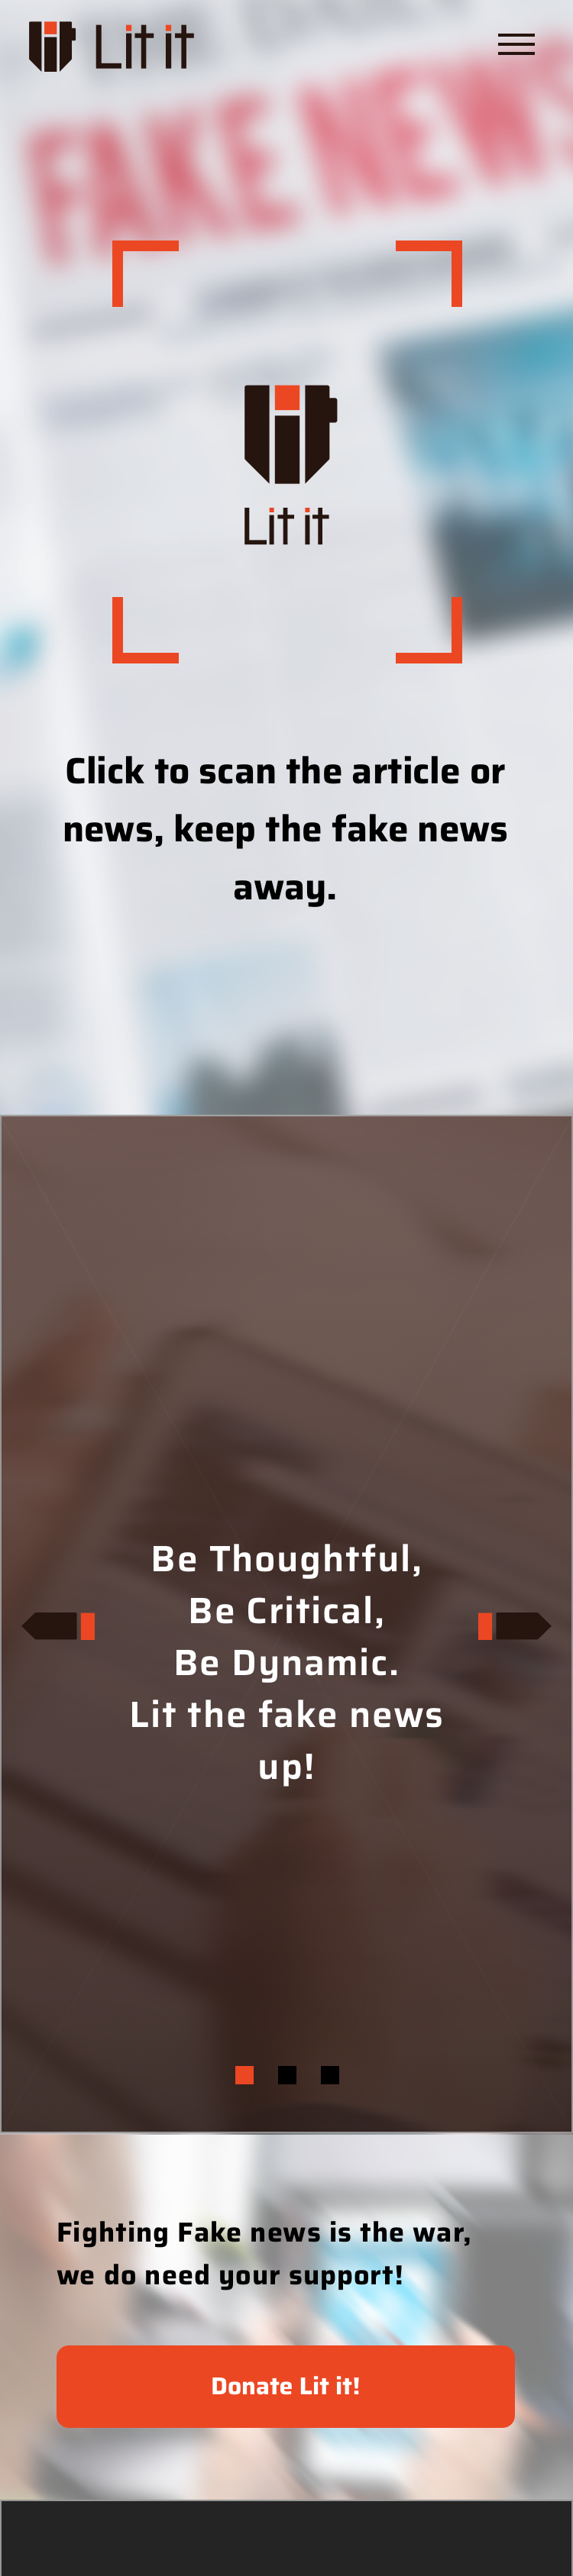 Lit it
FAKE NEWS
Lit it
Click to scan the article or
news, keep the fake news
away.
Be Thoughtful,
Be Critical,
Be Dynamic.
Lit the fake news
up!
Fighting Fake news is the war,
we do need your support!
Donate Lit it!